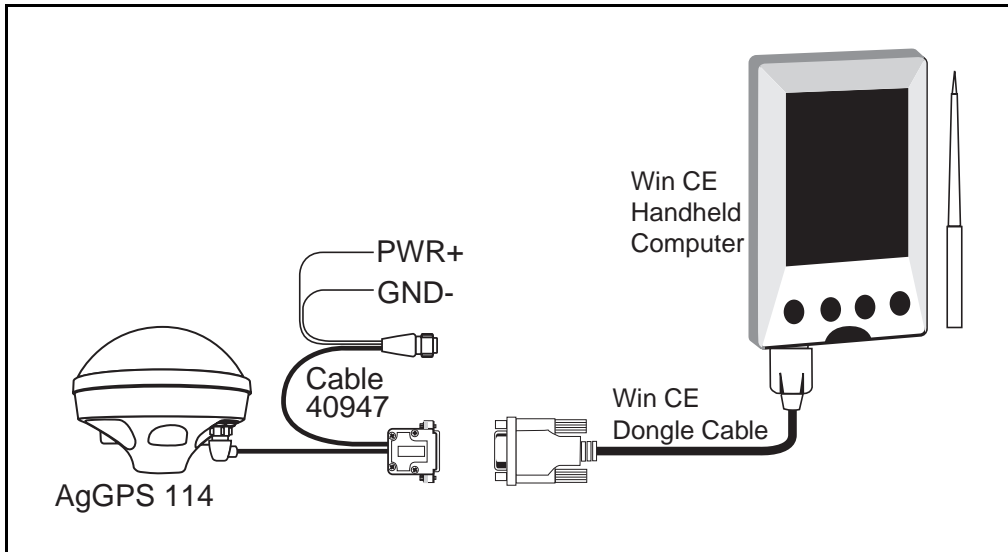 PWR+
GND-
Cable
40947
AgGPS 114
Win CE
Handheld
Computer
Win CE
Dongle Cable